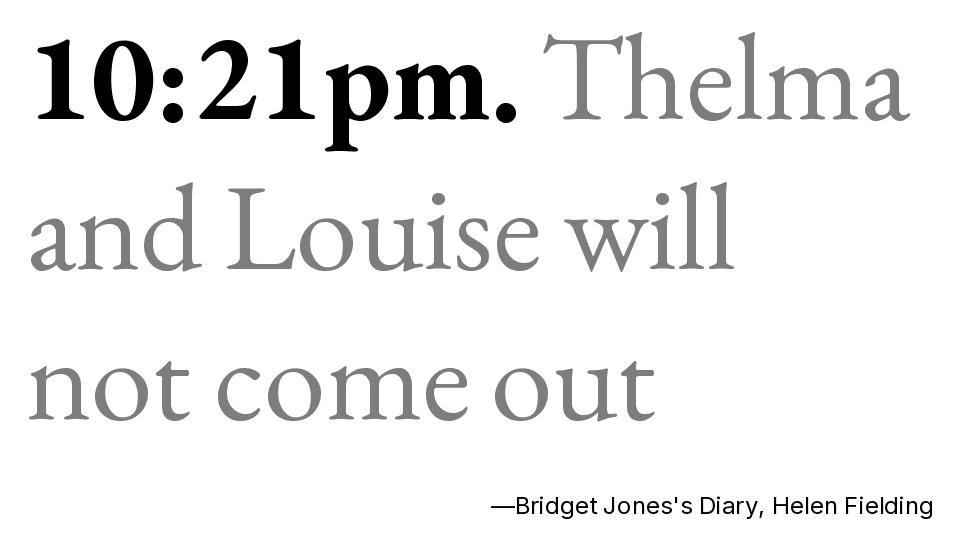 10:21pm. Thelma
and Louise will
not come out
—Bridget Jones's Diary, Helen Fielding